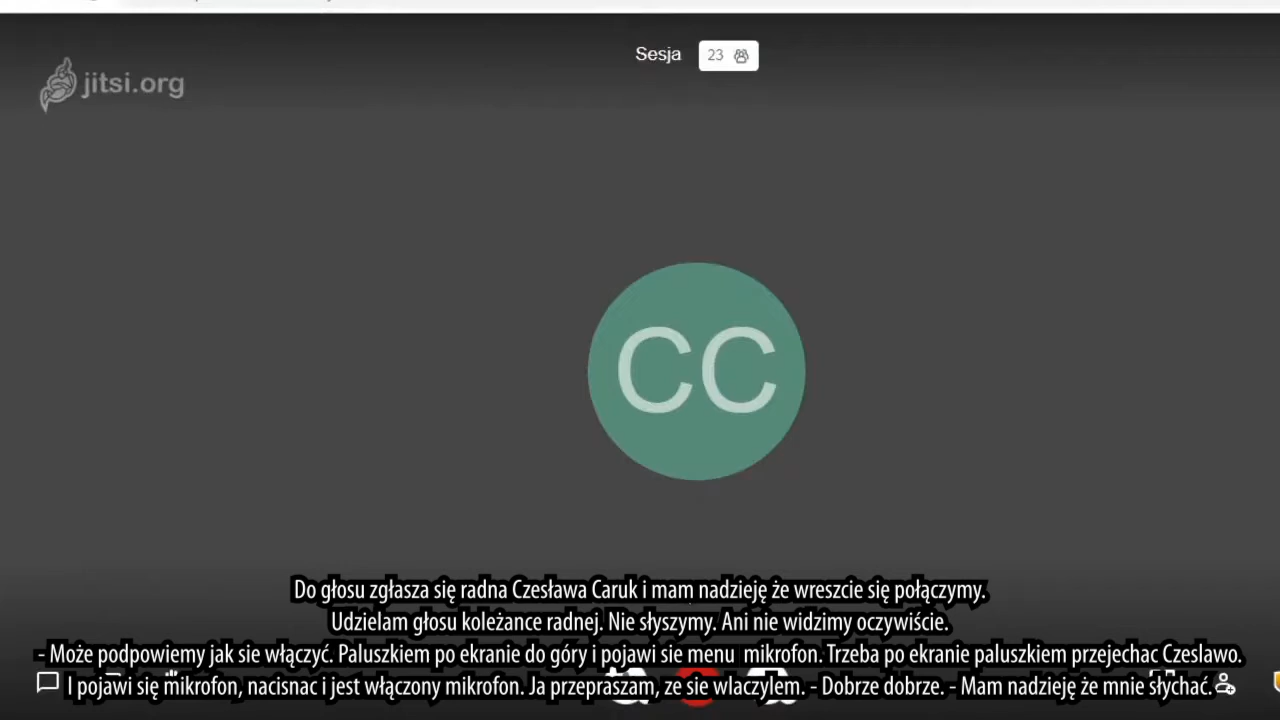 Sesja 23
jitsi.org
CC
Do głosu zgłasza się radna Czesława Caruk i mam nadzieję że wreszcie się połączymy.
Udzielam głosu koleżance radnej. Nie słyszymy. Ani nie widzimy oczywiście.
- Może podpowiemy jak sie włączyć. Paluszkiem po ekranie do góry i pojawi sie menu mikrofon. Trzeba po ekranie paluszkiem przejechac Czeslawo.
I pojawi się mikrofon, nacisnac i jest włączony mikrofon. Ja przepraszam, ze sie wlaczylem. - Dobrze dobrze. - Mam nadzieję że mnie słychać.